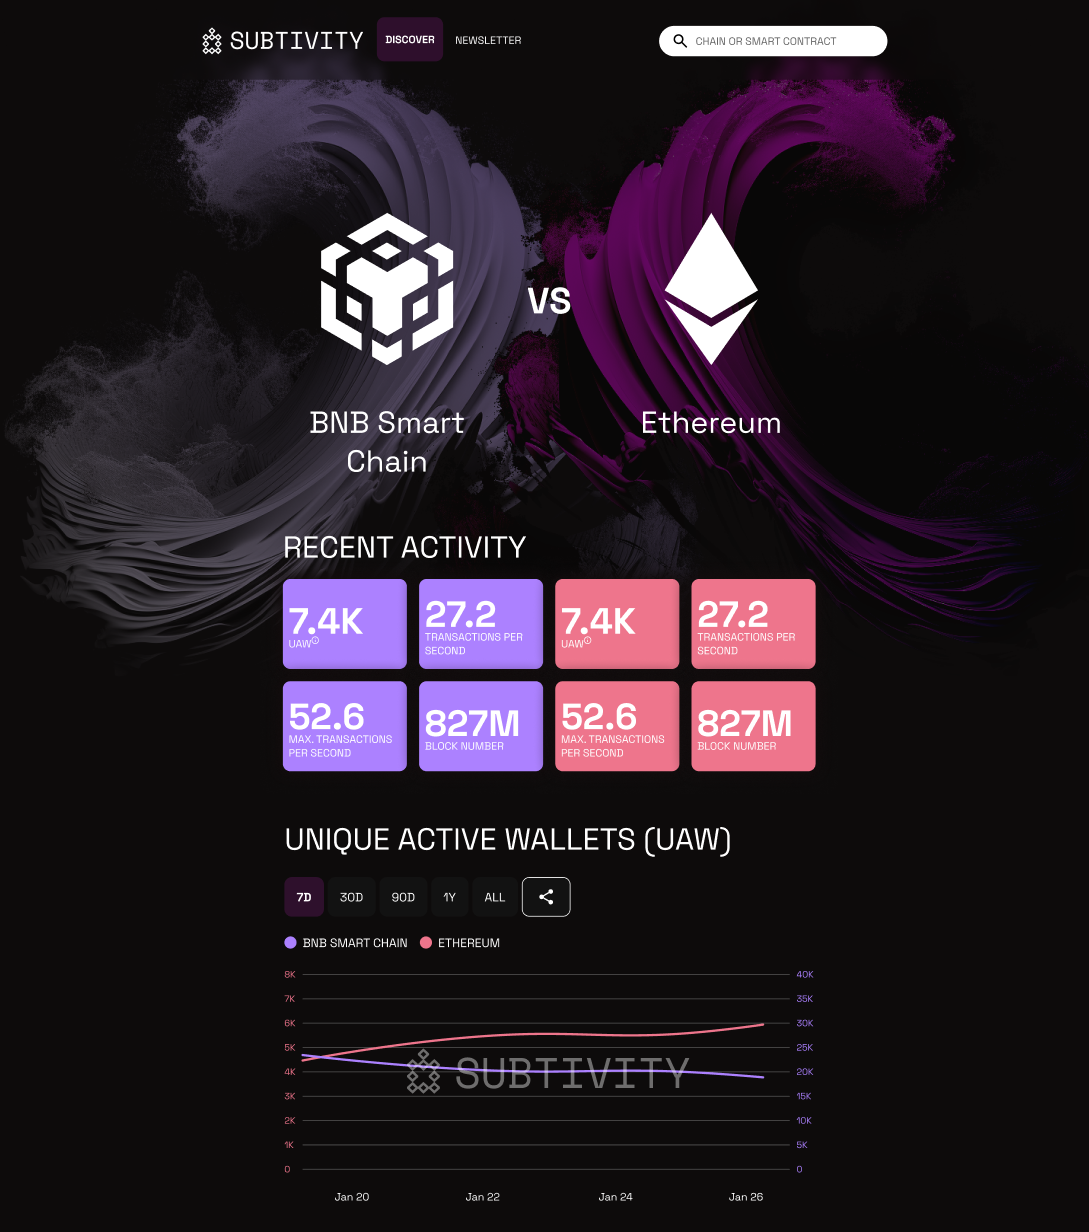 SUBTIVITY
DISCOVER
NEWSLETTER
CHAIN OR SMART CONTRACT
VS
BNB Smart
Chain
Ethereum
RECENT ACTIVITY
7.4K
UAW
27.2
TRANSACTIONS PER
SECOND
7.4K
UAW
27.2
TRANSACTIONS PER
SECOND
52.6
MAX. TRANSACTIONS
PER SECOND
827M
BLOCK NUMBER
52.6
MAX. TRANSACTIONS
PER SECOND
827M
BLOCK NUMBER
UNIQUE ACTIVE WALLETS (UAW)
7D
30D
90D
1Y
ALL
BNB SMART CHAIN
ETHEREUM
8K
40K
7K
35K
6K
30K
5K
25K
4K
20K
SUBTIVITY
3K
15K
2K
10K
1K
5K
0
0
Jan 20
Jan 22
Jan 24
Jan 26